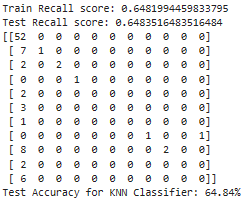 Train Recall score: 0.6481994459833795
Test Recall score: 0.6483516483516484
[[52 0 0 0 0 0 0 0 0 0]
[ 7 1 0 0 0 0 0 0 0 0]
[ 2 0 2 0 0 0 0 0 0 0]
[ 0 0 0 1 0 0 0 0 0 0]
[ 2 0 0 0 0 0 0 0 0 0]
[ 3 0 0 0 0 0 0 0 0 0]
[ 1 0 0 0 0 0 0 0 0 0]
[ 0 0 0 0 0 0 0 1 0 1]
[ 8 0 0 0 0 0 0 0 2 0]
[ 2 0 0 0 0 0 0 0 0 0]
[ 6 0 0 0 0 0 0 0 0 0]]
Test Accuracy for KNN Classifier: 64.84%